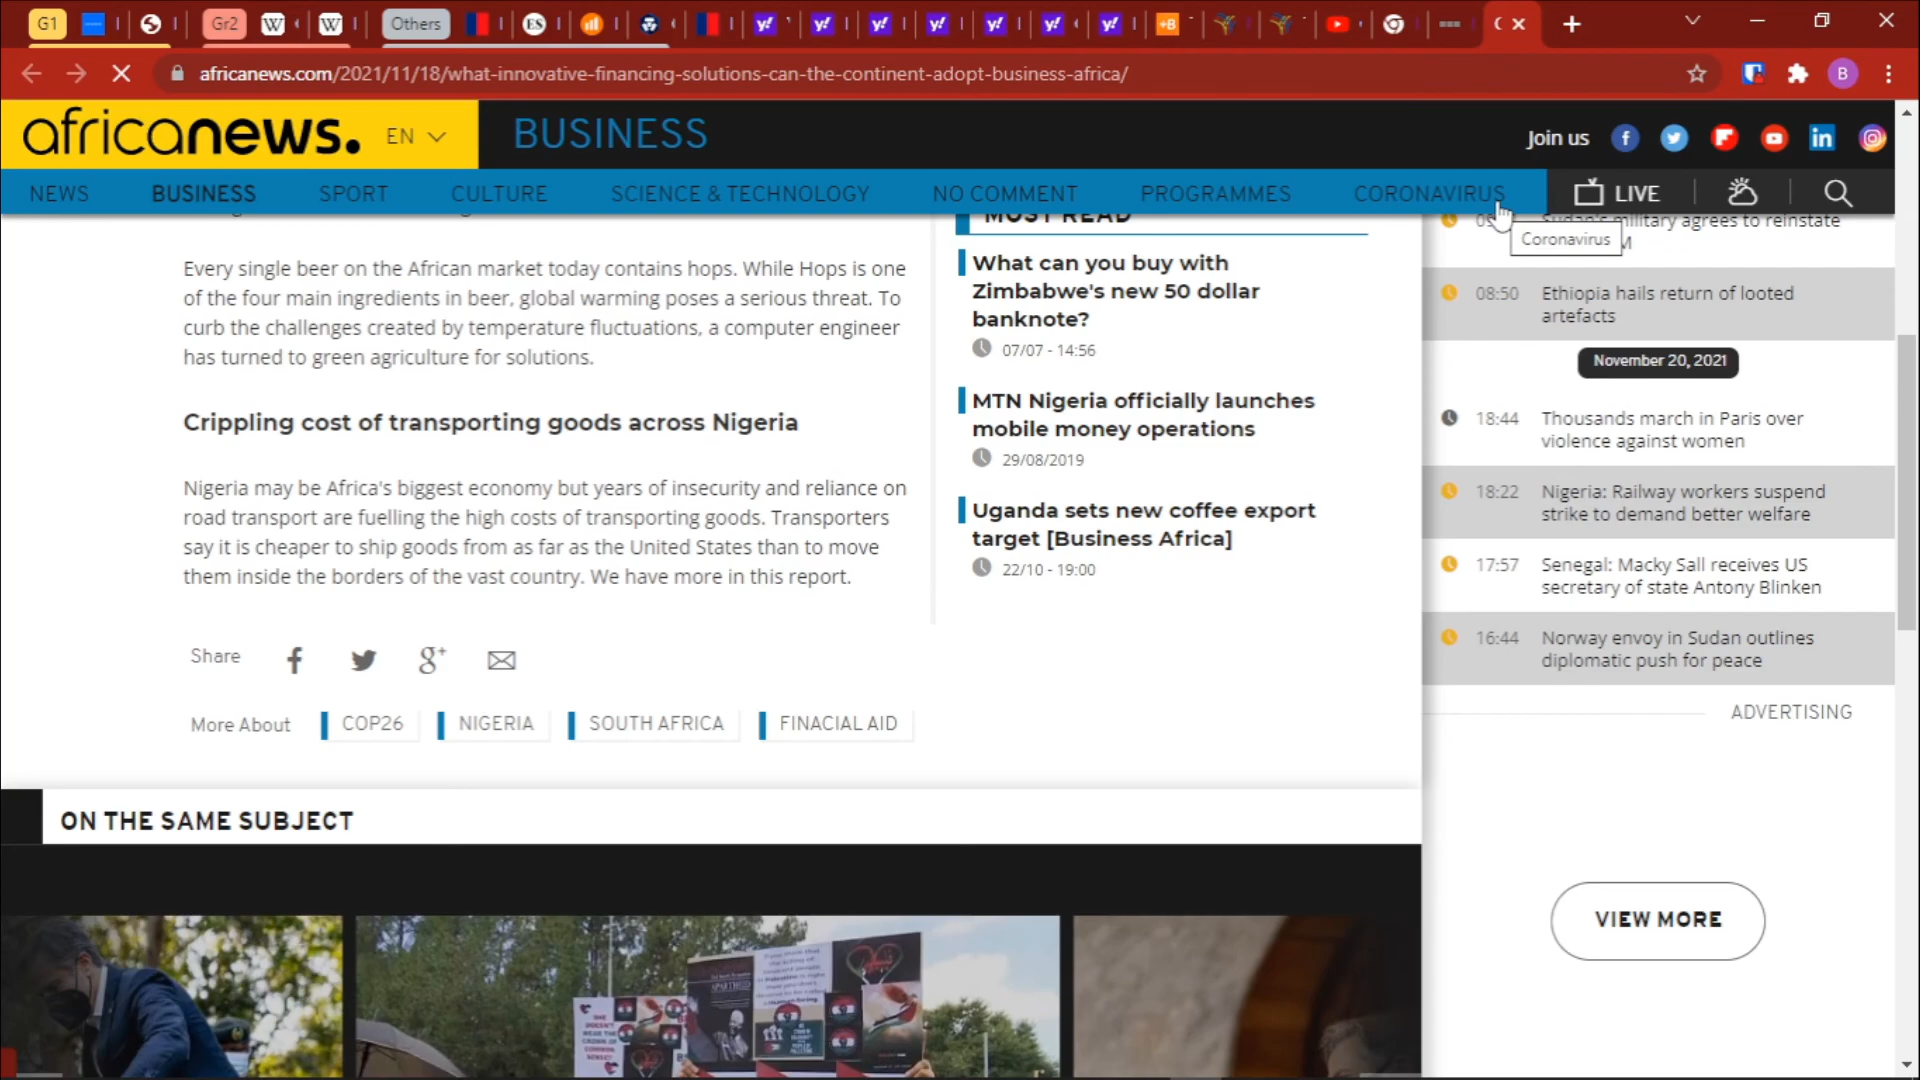 G1
Gr2
Others
africanews.com/2021/11/18/what-innovative-financing-solutions-can-the-continent-adopt-business-africa/
B
africanews.
EN
BUSINESS
Join us
NEWS
BUSINESS
SPORT
CULTURE
SCIENCE & TECHNOLOGY
NO COMMENT
PROGRAMMES
CORONAVIRUS
LIVE
Coronavirus
Every single beer on the African market today contains hops. While Hops is one
of the four main ingredients in beer, global warming poses a serious threat. To
curb the challenges created by temperature fluctuations, a computer engineer
has turned to green agriculture for solutions.
Crippling cost of transporting goods across Nigeria
Nigeria may be Africa's biggest economy but years of insecurity and reliance on
road transport are fuelling the high costs of transporting goods. Transporters
say it is cheaper to ship goods from as far as the United States than to move
them inside the borders of the vast country. We have more in this report.
Share
More About
COP26
NIGERIA
SOUTH AFRICA
FINACIAL AID
MOST READ
What can you buy with
Zimbabwe's new 50 dollar
banknote?
07/07 - 14:56
MTN Nigeria officially launches
mobile money operations
29/08/2019
Uganda sets new coffee export
target [Business Africa]
22/10 - 19:00
Sudan's military agrees to reinstate
08:50
Ethiopia hails return of looted
artefacts
November 20, 2021
18:44
Thousands march in Paris over
violence against women
18:22
Nigeria: Railway workers suspend
strike to demand better welfare
17:57
Senegal: Macky Sall receives US
secretary of state Antony Blinken
16:44
Norway envoy in Sudan outlines
diplomatic push for peace
ADVERTISING
VIEW MORE
ON THE SAME SUBJECT
APARTHEID